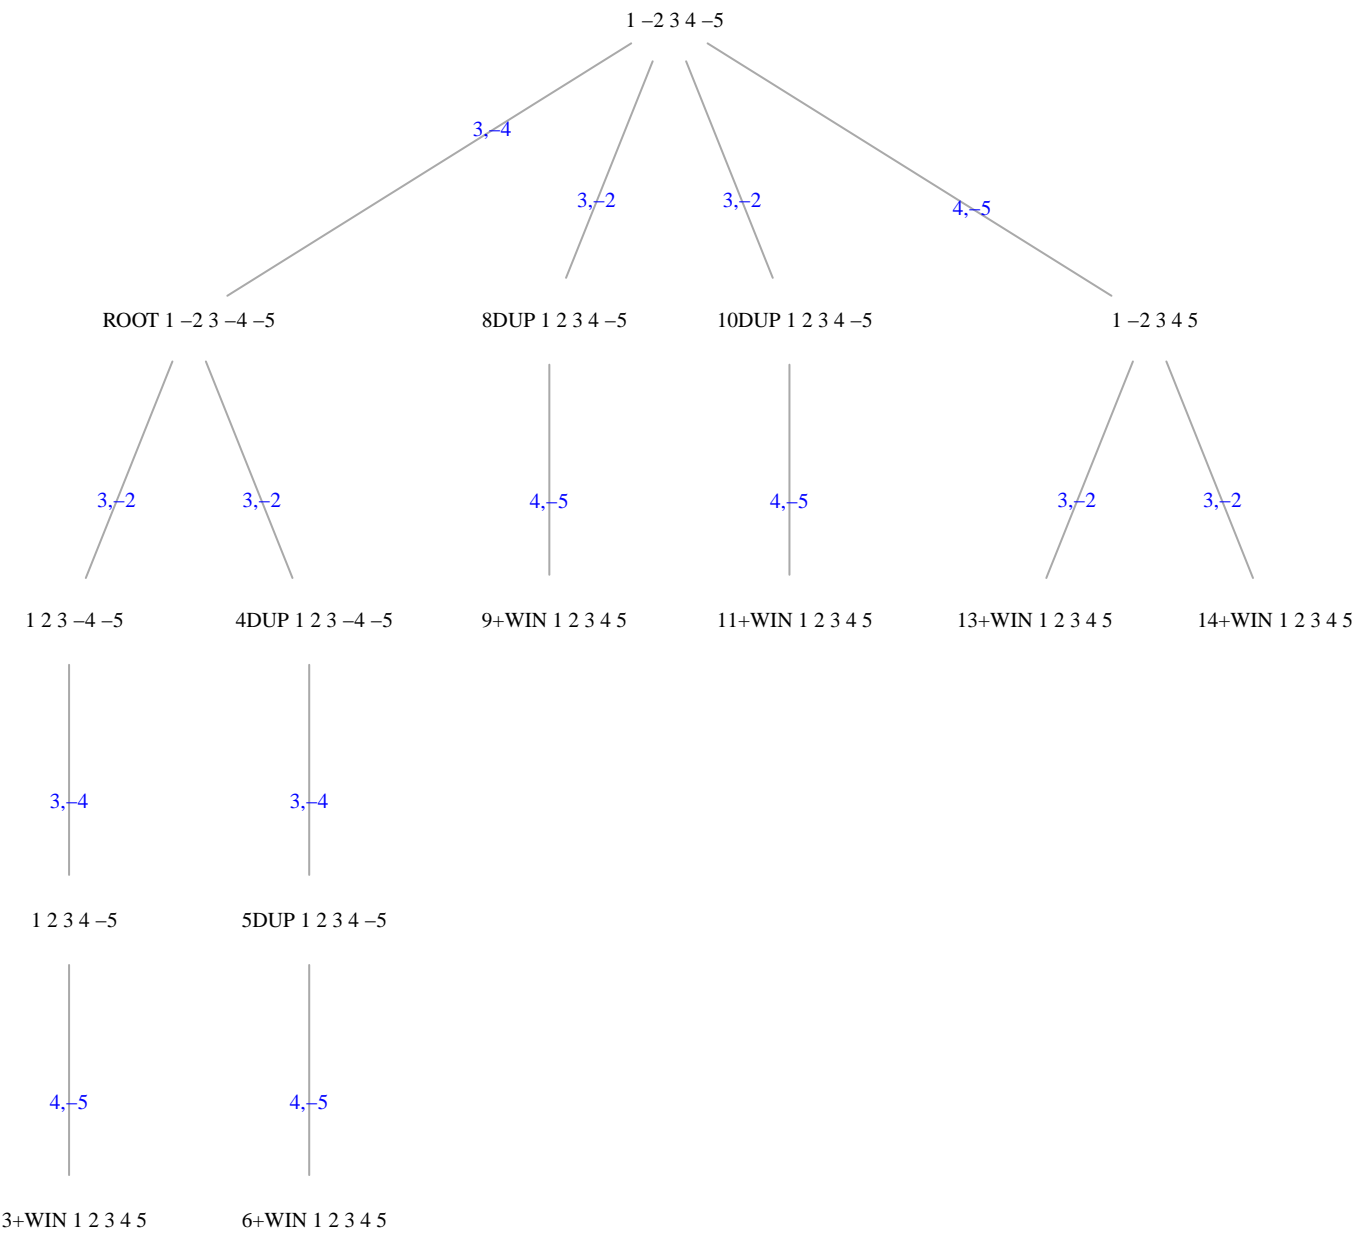 1 –2 3 4 –5
3,–4
3,–2
3,–2
4,–5
ROOT 1 –2 3 –4 –5
8DUP 1 2 3 4 –5
10DUP 1 2 3 4 –5
1 –2 3 4 5
3,–2
3,–2
4,–5
4,–5
3,–2
3,–2
1 2 3 –4 –5
4DUP 1 2 3 –4 –5
9+WIN 1 2 3 4 5
11+WIN 1 2 3 4 5
13+WIN 1 2 3 4 5
14+WIN 1 2 3 4 5
3,–4
3,–4
1 2 3 4 –5
5DUP 1 2 3 4 –5
4,–5
4,–5
3+WIN 1 2 3 4 5
6+WIN 1 2 3 4 5